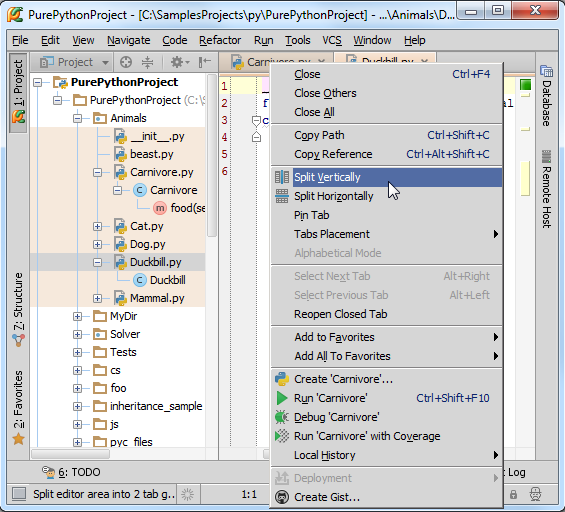 PurePythonProject - [C:\SamplesProjects\py\PurePythonProject] - ...\Animals\D...
File Edit View Navigate Code Refactor Run Tools VCS Window Help
1: Project
7: Structure
2: Favorites
Project
PurePythonProject
PurePythonProject (C:\S
Animals
__init__.py
beast.py
Carnivore.py
Carnivore
food(se
Cat.py
Dog.py
Duckbill.py
Duckbill
Mammal.py
MyDir
Solver
Tests
cs
foo
inheritance_sample
js
pyc_files
Carnivore.py
Duckbill.py
1
2
3
4
5
6
f
c
al
Close Ctrl+F4
Close Others
Close All
Copy Path Ctrl+Shift+C
Copy Reference Ctrl+Alt+Shift+C
Split Vertically
Split Horizontally
Pin Tab
Tabs Placement
Alphabetical Mode
Select Next Tab Alt+Right
Select Previous Tab Alt+Left
Reopen Closed Tab
Add to Favorites
Add All To Favorites
Create 'Carnivore'...
Run 'Carnivore' Ctrl+Shift+F10
Debug 'Carnivore'
Run 'Carnivore' with Coverage
Local History
Deployment
Create Gist...
Database
Remote Host
6: TODO
t Log
Split editor area into 2 tab g...
1:1